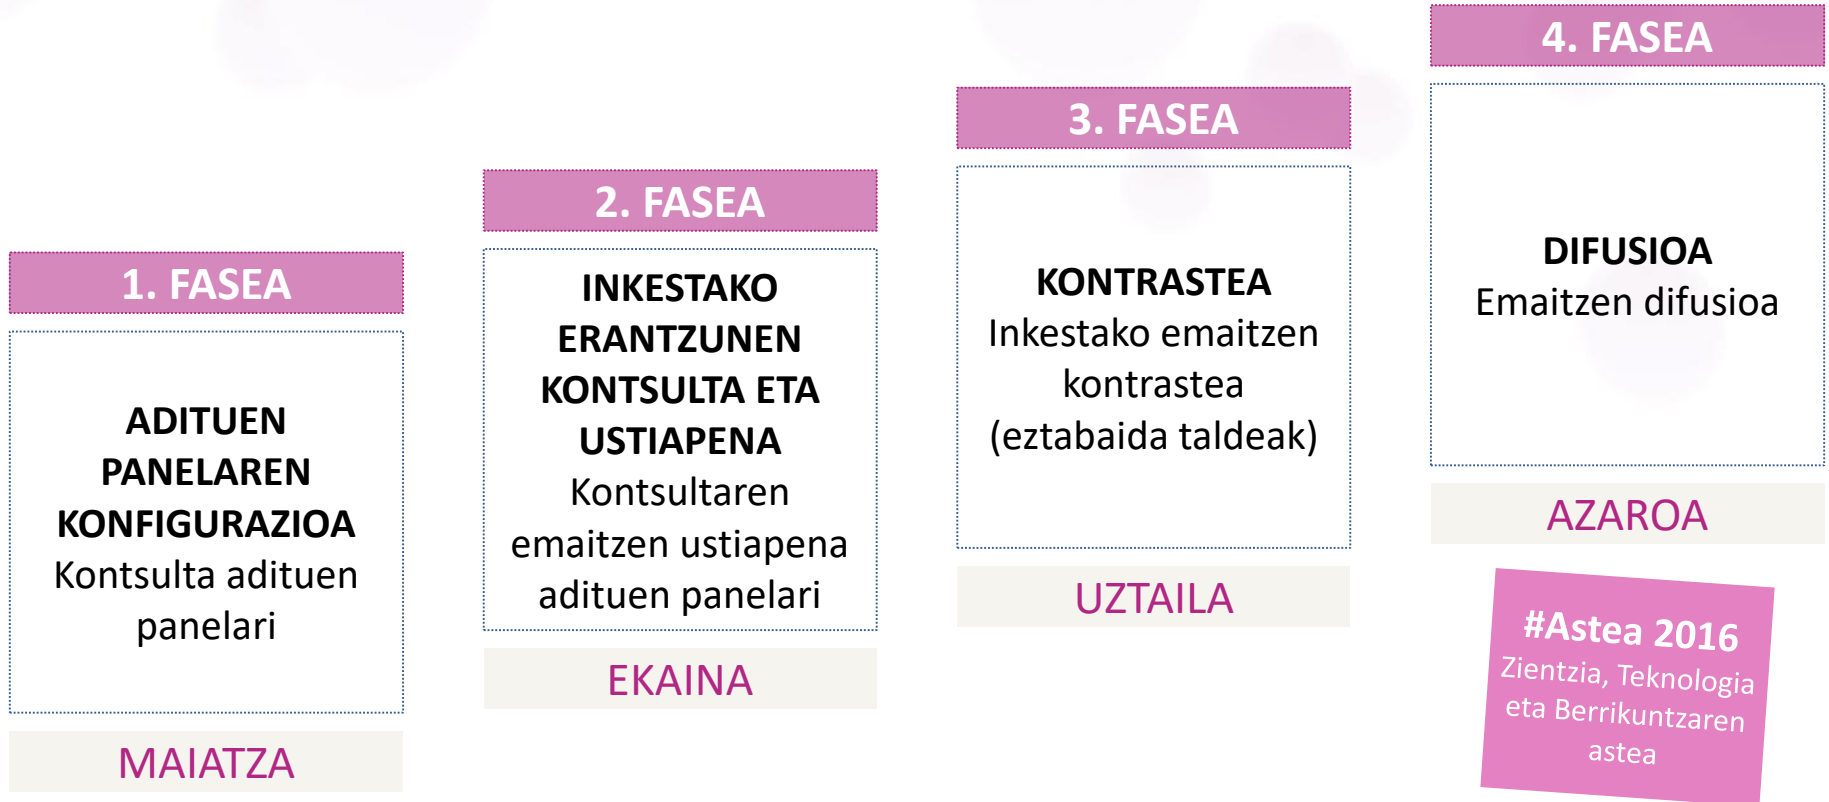 1. FASEA
ADITUEN
PANELAREN
KONFIGURAZIOA
Kontsulta adituen
panelari
MAIATZA
2. FASEA
INKESTAKO
ERANTZUNEN
KONTSULTA ETA
USTIAPENA
Kontsultaren
emaitzen ustiapena
adituen panelari
EKAINA
3. FASEA
KONTRASTEA
Inkestako emaitzen
kontrastea
(eztabaida taldeak)
UZTAILA
4. FASEA
DIFUSIOA
Emaitzen difusioa
AZAROA
#Astea 2016
Zientzia, Teknologia
eta Berrikuntzaren
astea